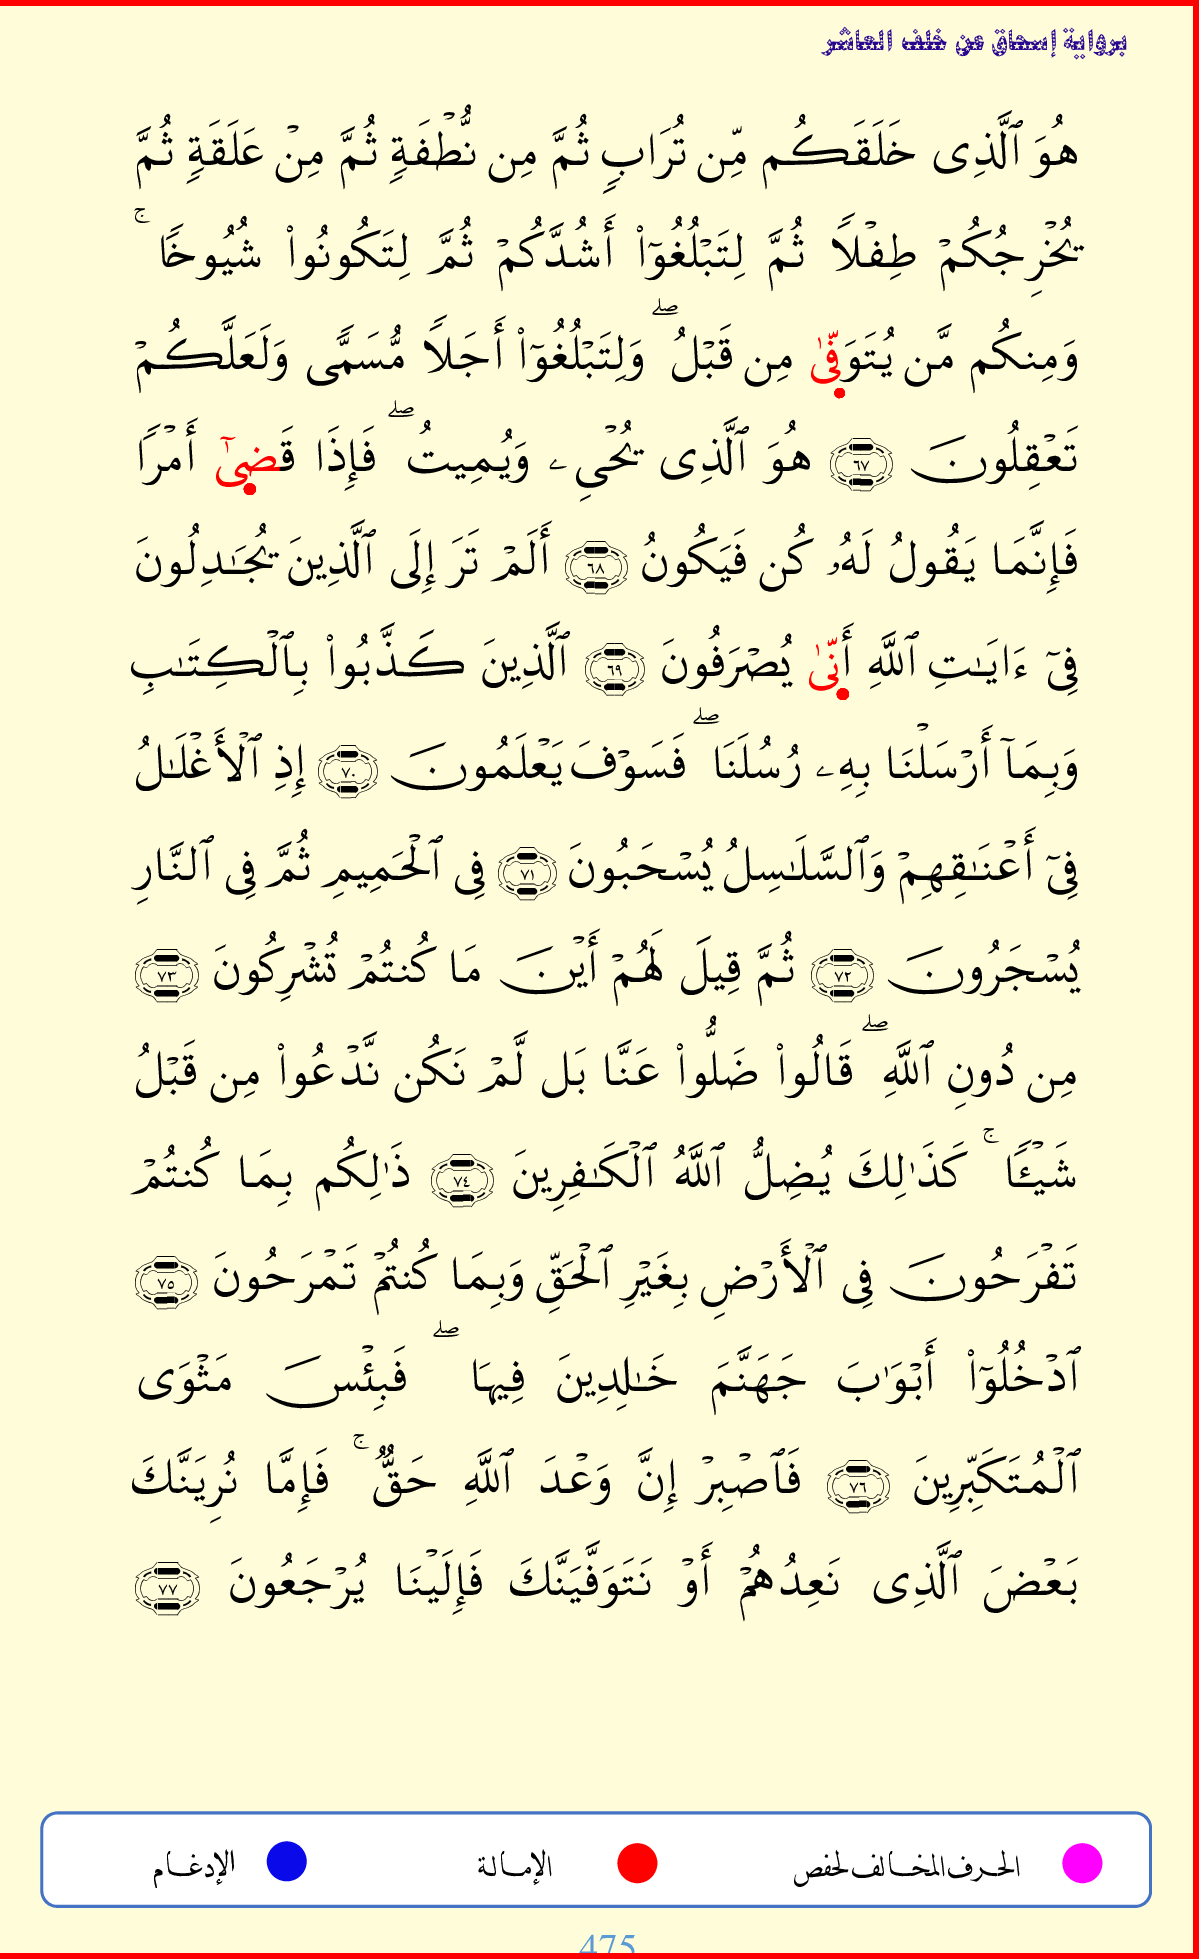 برواية إسحاق عن خلف العاشر
هُوَ ٱلَّذِى خَلَقَكُم مِّن تُرَابٍ ثُمَّ مِن نُّطْفَةٍ ثُمَّ مِنْ عَلَقَةٍ ثُمَّ
يُخْرِجُكُمْ طِفْلًا ثُمَّ لِتَبْلُغُوٓا۟ أَشُدَّكُمْ ثُمَّ لِتَكُونُوا۟ شُيُوخًا ۚ
وَمِنكُم مَّن يُتَوَفّىٰ مِن قَبْلُ ۖ وَلِتَبْلُغُوٓا۟ أَجَلًا مُّسَمًّى وَلَعَلَّكُمْ
تَعْقِلُونَ ٦٧ هُوَ ٱلَّذِى يُحْىِۦ وَيُمِيتُ ۖ فَإِذَا قَضىٰٓ أَمْرًا
فَإِنَّمَا يَقُولُ لَهُۥ كُن فَيَكُونُ ٦٨ أَلَمْ تَرَ إِلَى ٱلَّذِينَ يُجَـٰدِلُونَ
فِىٓ ءَايَـٰتِ ٱللَّهِ أَنّىٰ يُصْرَفُونَ ٦٩ ٱلَّذِينَ كَذَّبُوا۟ بِٱلْكِتَـٰبِ
وَبِمَآ أَرْسَلْنَا بِهِۦ رُسُلَنَا ۖ فَسَوْفَ يَعْلَمُونَ ٧٠ إِذِ ٱلْأَغْلَـٰلُ
فِىٓ أَعْنَـٰقِهِمْ وَٱلسَّلَـٰسِلُ يُسْحَبُونَ ٧١ فِى ٱلْحَمِيمِ ثُمَّ فِى ٱلنَّارِ
يُسْجَرُونَ ٧٢ ثُمَّ قِيلَ لَهُمْ أَيْنَ مَا كُنتُمْ تُشْرِكُونَ ٧٣
مِن دُونِ ٱللَّهِ ۖ قَالُوا۟ ضَلُّوا۟ عَنَّا بَل لَّمْ نَكُن نَّدْعُوا۟ مِن قَبْلُ
شَيْـًٔا ۚ كَذَٰلِكَ يُضِلُّ ٱللَّهُ ٱلْكَـٰفِرِينَ ٧٤ ذَٰلِكُم بِمَا كُنتُمْ
تَفْرَحُونَ فِى ٱلْأَرْضِ بِغَيْرِ ٱلْحَقِّ وَبِمَا كُنتُمْ تَمْرَحُونَ ٧٥
ٱدْخُلُوٓا۟ أَبْوَٰبَ جَهَنَّمَ خَـٰلِدِينَ فِيهَا ۖ فَبِئْسَ مَثْوَى
ٱلْمُتَكَبِّرِينَ ٧٦ فَٱصْبِرْ إِنَّ وَعْدَ ٱللَّهِ حَقٌّ ۚ فَإِمَّا نُرِيَنَّكَ
بَعْضَ ٱلَّذِى نَعِدُهُمْ أَوْ نَتَوَفَّيَنَّكَ فَإِلَيْنَا يُرْجَعُونَ ٧٧
الحرف المخالف لحفص الإمالة الإدغام
475